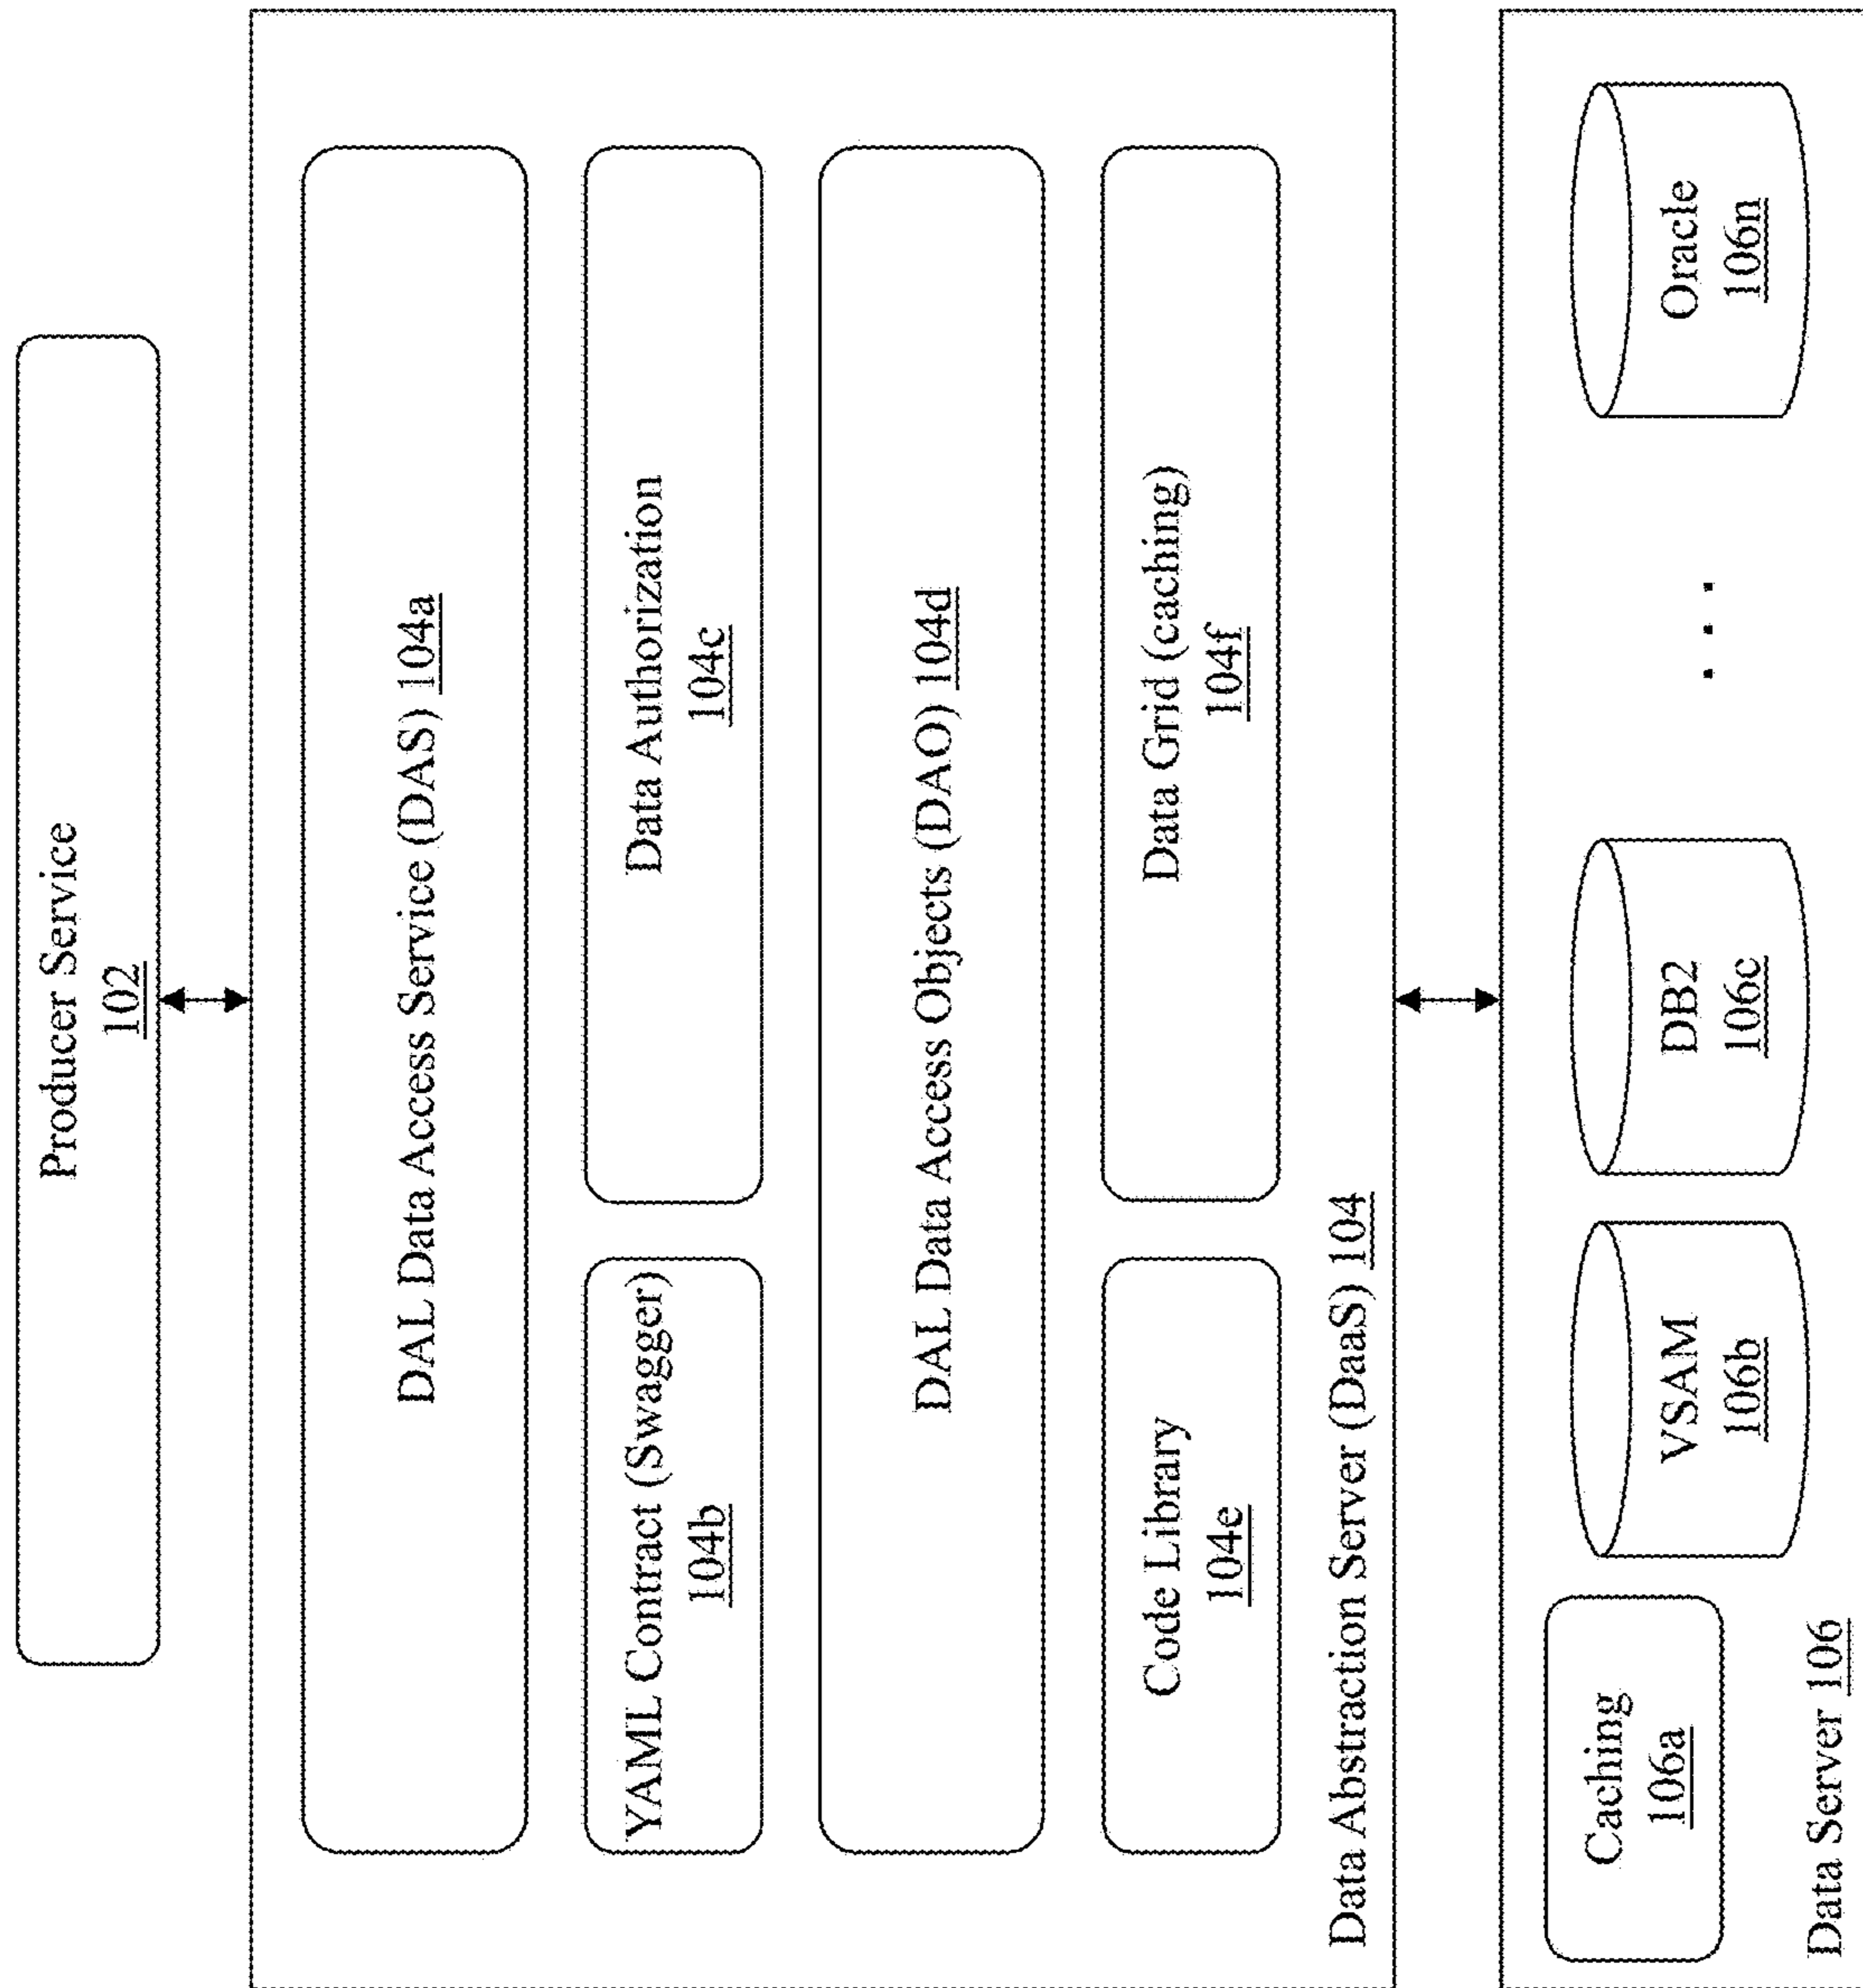 Producer Service
102
DAL Data Access Service (DAS) 104a
YAML Contract (Swagger)
104b
Data Authorization
104c
DAL Data Access Objects (DAO) 104d
Code Library
104e
Data Grid (caching)
104f
Data Abstraction Server (DaaS) 104
Caching
106a
VSAM
106b
DB2
106c
. . .
Oracle
106n
Data Server 106